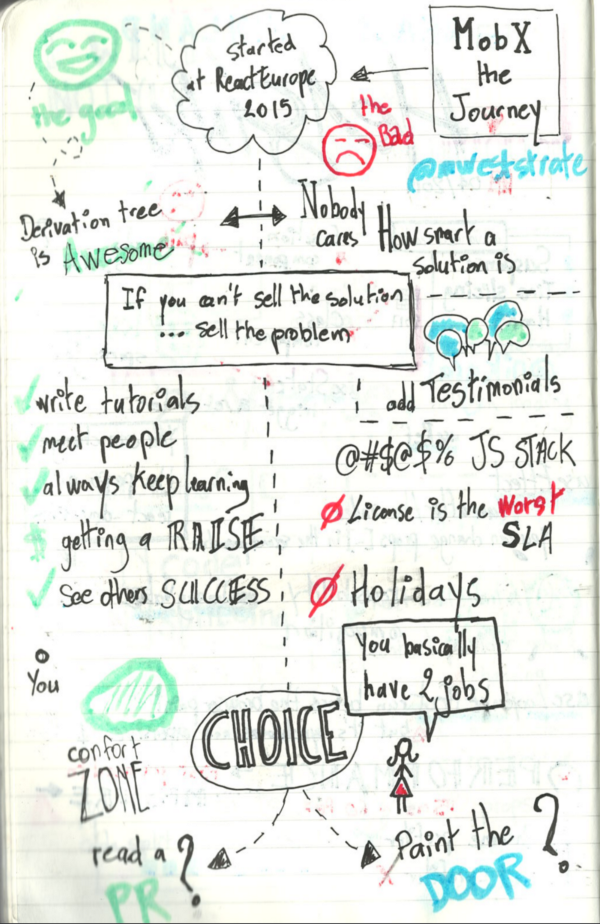 MobX
the
Journey
@mweststrate
started
at ReactEurope
2015
the good
the
Bad
Derivation tree
is Awesome
Nobody
cares
How smart a
solution is
If you can't sell the solution
... sell the problem
add Testimonials
write tutorials
meet people
always keep learning
getting a RAISE
see others SUCCESS
@#$@$% JS STACK
License is the worst
SLA
Holidays
You basically
have 2 jobs
You
confort
ZONE
CHOICE
read a
PR?
Paint the
DOOR?